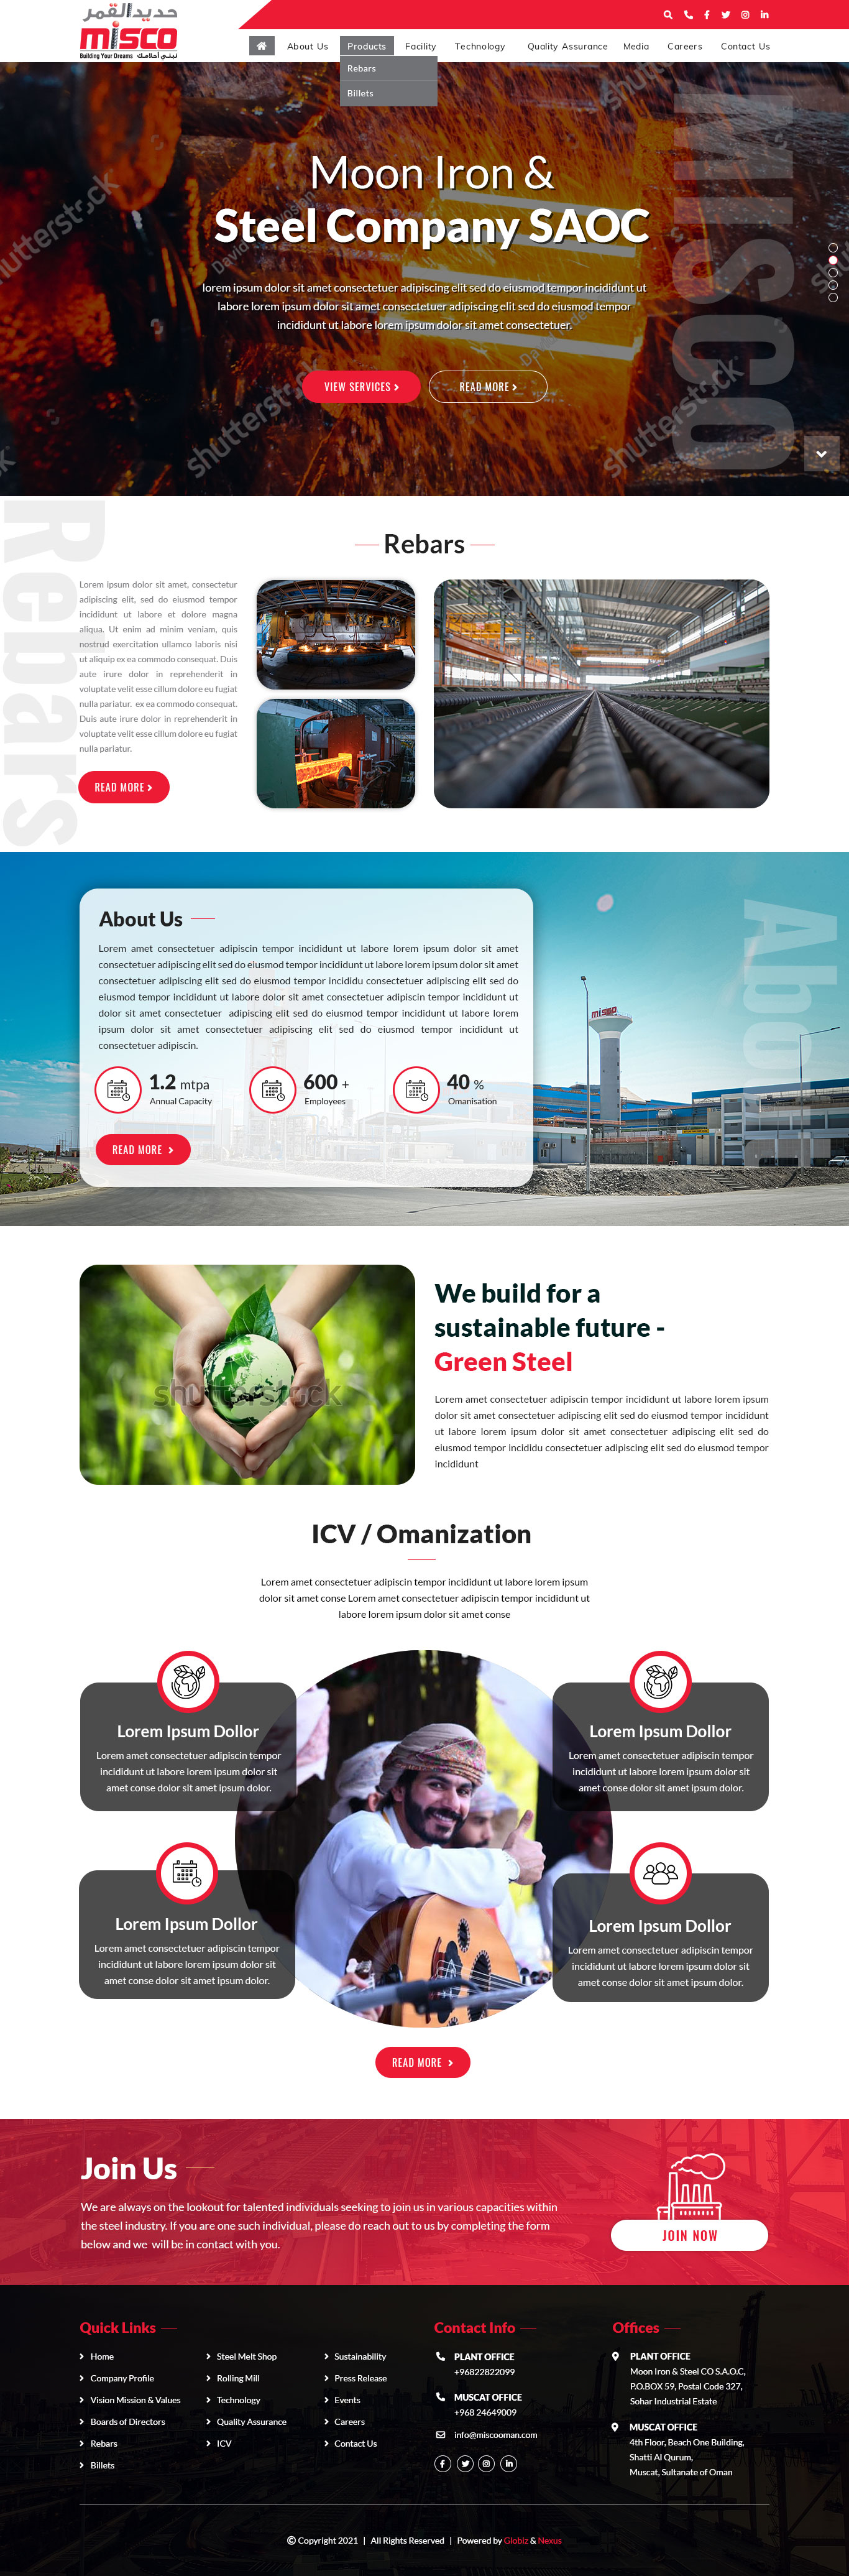 حديد القمر
misco
Building Your Dreams نبني أحلامك
About Us Products Facility Technology Quality Assurance Media Careers Contact Us
Rebars
Billets
Moon Iron &
Steel Company SAOC
lorem ipsum dolor sit amet consectetuer adipiscing elit sed do eiusmod tempor incididunt ut
labore lorem ipsum dolor sit amet consectetuer adipiscing elit sed do eiusmod tempor
incididunt ut labore lorem ipsum dolor sit amet consectetuer.
VIEW SERVICES READ MORE
MISCO
shutterstock
shutterstock
shutterstock
Rebars
Rebars
Lorem ipsum dolor sit amet, consectetur
adipiscing elit, sed do eiusmod tempor
incididunt ut labore et dolore magna
aliqua. Ut enim ad minim veniam, quis
nostrud exercitation ullamco laboris nisi
ut aliquip ex ea commodo consequat. Duis
aute irure dolor in reprehenderit in
voluptate velit esse cillum dolore eu fugiat
nulla pariatur. ex ea commodo consequat.
Duis aute irure dolor in reprehenderit in
voluptate velit esse cillum dolore eu fugiat
nulla pariatur.
READ MORE
About Us
Lorem amet consectetuer adipiscin tempor incididunt ut labore lorem ipsum dolor sit amet
consectetuer adipiscing elit sed do eiusmod tempor incididunt ut labore lorem ipsum dolor sit amet
consectetuer adipiscing elit sed do eiusmod tempor incididu consectetuer adipiscing elit sed do
eiusmod tempor incididunt ut labore dolor sit amet consectetuer adipiscin tempor incididunt ut
dolor sit amet consectetuer adipiscing elit sed do eiusmod tempor incididunt ut labore lorem
ipsum dolor sit amet consectetuer adipiscing elit sed do eiusmod tempor incididunt ut
consectetuer adipiscin.
1.2 mtpa
Annual Capacity
600 +
Employees
40 %
Omanisation
READ MORE
misco
Abo
We build for a
sustainable future -
Green Steel
Lorem amet consectetuer adipiscin tempor incididunt ut labore lorem ipsum
dolor sit amet consectetuer adipiscing elit sed do eiusmod tempor incididunt
ut labore lorem ipsum dolor sit amet consectetuer adipiscing elit sed do
eiusmod tempor incididu consectetuer adipiscing elit sed do eiusmod tempor
incididunt
shutterstock
ICV / Omanization
Lorem amet consectetuer adipiscin tempor incididunt ut labore lorem ipsum
dolor sit amet conse Lorem amet consectetuer adipiscin tempor incididunt ut
labore lorem ipsum dolor sit amet conse
Lorem Ipsum Dollor
Lorem amet consectetuer adipiscin tempor
incididunt ut labore lorem ipsum dolor sit
amet conse dolor sit amet ipsum dolor.
Lorem Ipsum Dollor
Lorem amet consectetuer adipiscin tempor
incididunt ut labore lorem ipsum dolor sit
amet conse dolor sit amet ipsum dolor.
Lorem Ipsum Dollor
Lorem amet consectetuer adipiscin tempor
incididunt ut labore lorem ipsum dolor sit
amet conse dolor sit amet ipsum dolor.
Lorem Ipsum Dollor
Lorem amet consectetuer adipiscin tempor
incididunt ut labore lorem ipsum dolor sit
amet conse dolor sit amet ipsum dolor.
READ MORE
Join Us
We are always on the lookout for talented individuals seeking to join us in various capacities within
the steel industry. If you are one such individual, please do reach out to us by completing the form
below and we will be in contact with you.
JOIN NOW
Quick Links
Home
Company Profile
Vision Mission & Values
Boards of Directors
Rebars
Billets
Steel Melt Shop
Rolling Mill
Technology
Quality Assurance
ICV
Sustainability
Press Release
Events
Careers
Contact Us
Contact Info
PLANT OFFICE
+96822822099
MUSCAT OFFICE
+968 24649009
info@miscooman.com
Offices
PLANT OFFICE
Moon Iron & Steel CO S.A.O.C,
P.O.BOX 59, Postal Code 327,
Sohar Industrial Estate
MUSCAT OFFICE
4th Floor, Beach One Building,
Shatti Al Qurum,
Muscat, Sultanate of Oman
© Copyright 2021 | All Rights Reserved | Powered by Globiz & Nexus